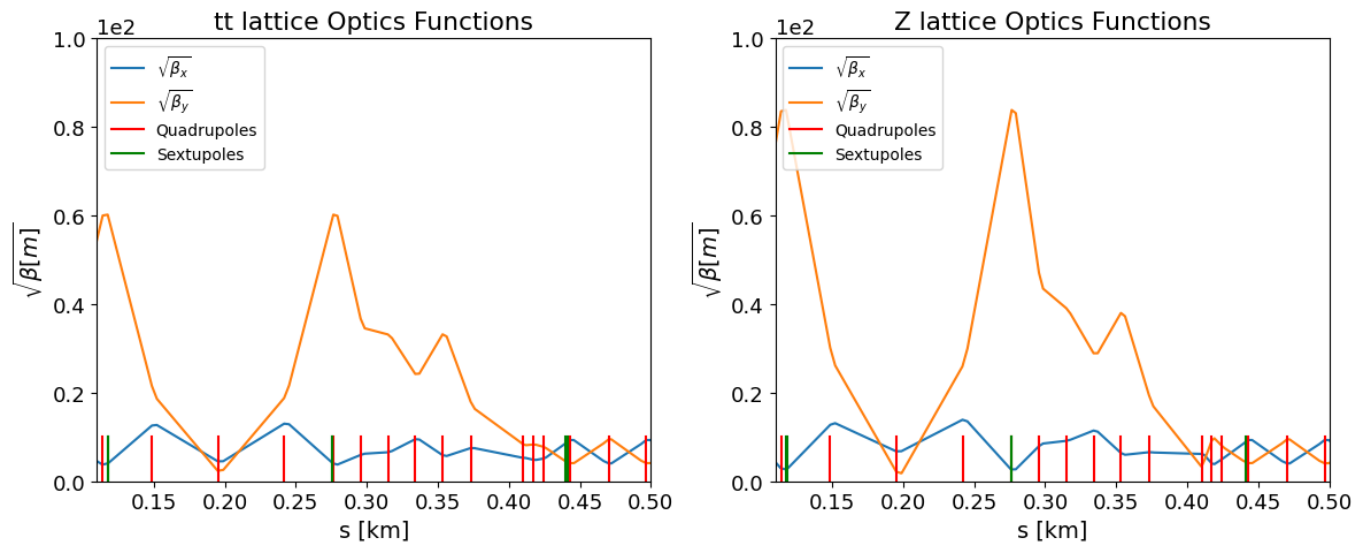 tt lattice Optics Functions
1e2
√β[m]
1.0
0.8
0.6
0.4
0.2
0.0
√βx
√βy
Quadrupoles
Sextupoles
0.15 0.20 0.25 0.30 0.35 0.40 0.45 0.50
s [km]
Z lattice Optics Functions
1e2
√β[m]
1.0
0.8
0.6
0.4
0.2
0.0
√βx
√βy
Quadrupoles
Sextupoles
0.15 0.20 0.25 0.30 0.35 0.40 0.45 0.50
s [km]